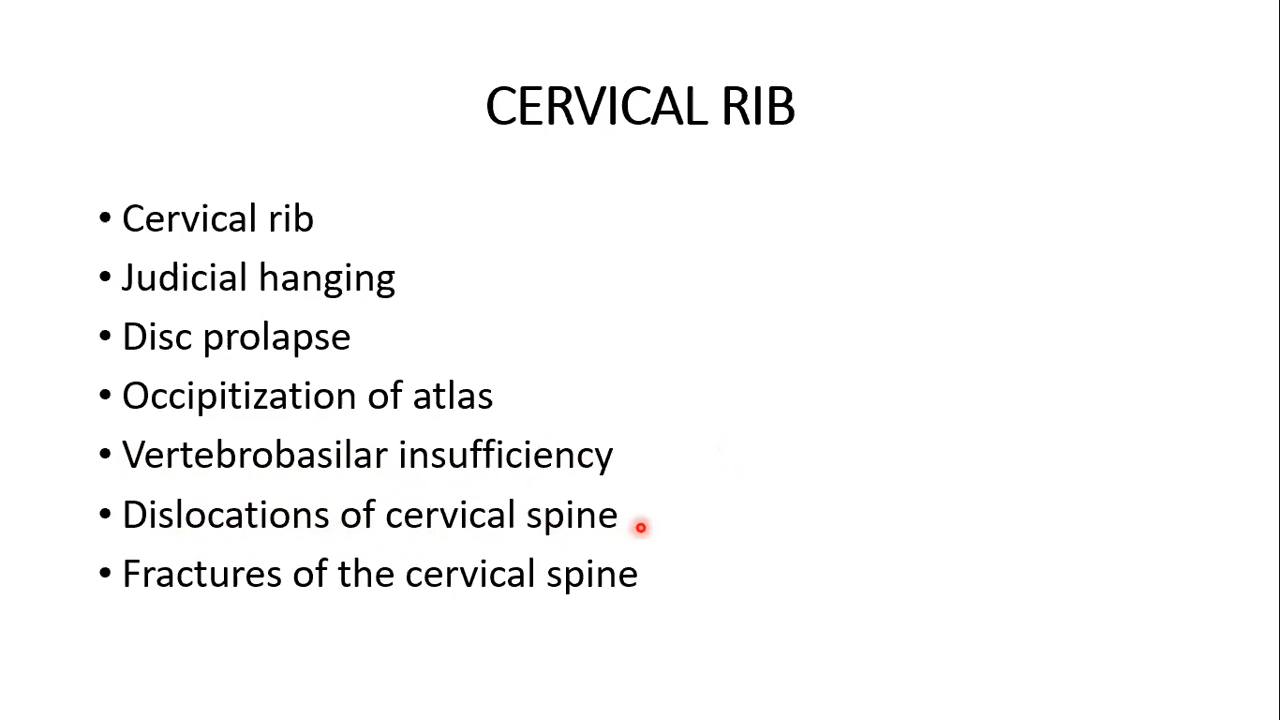 CERVICAL RIB
• Cervical rib
• Judicial hanging
• Disc prolapse
• Occipitization of atlas
• Vertebrobasilar insufficiency
• Dislocations of cervical spine
• Fractures of the cervical spine